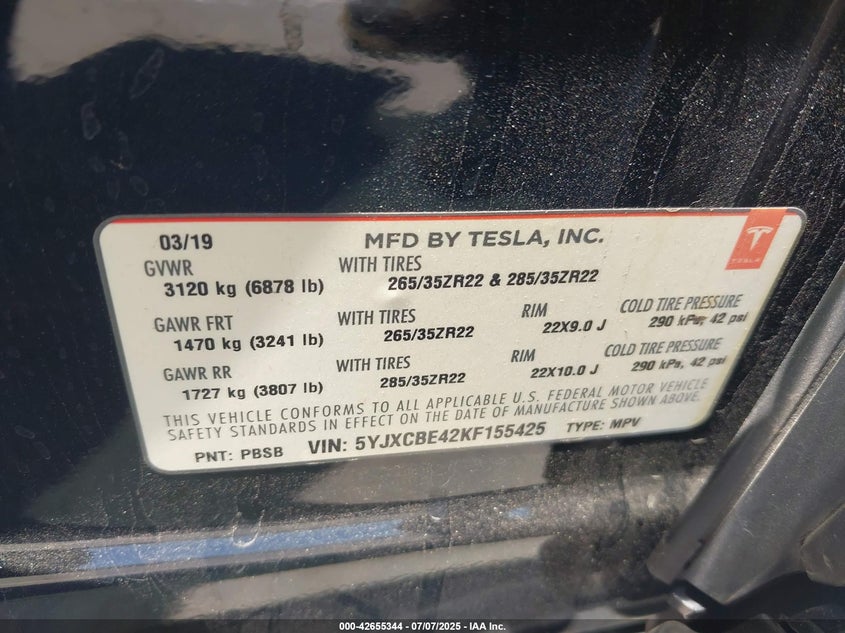 03/19 MFD BY TESLA, INC.
TESLA
GVWR WITH TIRES
3120 kg (6878 lb) 265/35ZR22 & 285/35ZR22
GAWR FRT WITH TIRES RIM COLD TIRE PRESSURE
1470 kg (3241 lb) 265/35ZR22 22X9.0 J 290 kPa, 42 psi
GAWR RR WITH TIRES RIM COLD TIRE PRESSURE
1727 kg (3807 lb) 285/35ZR22 22X10.0 J 290 kPa, 42 psi
THIS VEHICLE CONFORMS TO ALL APPLICABLE U.S. FEDERAL MOTOR VEHICLE
SAFETY STANDARDS IN EFFECT ON THE DATE OF MANUFACTURE SHOWN ABOVE.
PNT: PBSB VIN: 5YJXCBE42KF155425 TYPE: MPV
000-42655344 - 07/07/2025 - IAA Inc.